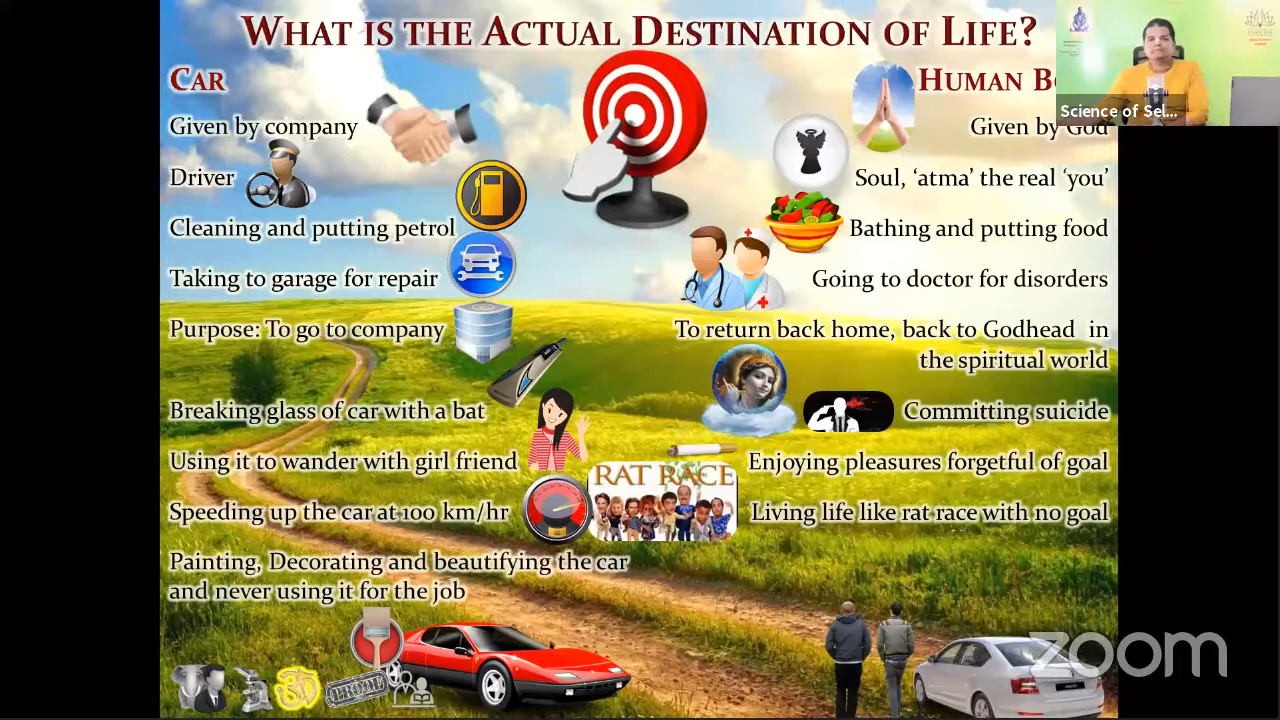 WHAT IS THE ACTUAL DESTINATION OF LIFE?
CAR
HUMAN
Science of Sel...
Given by company
Given by God
Driver
Soul, ‘atma’ the real ‘you’
Cleaning and putting petrol
Bathing and putting food
Taking to garage for repair
Going to doctor for disorders
Purpose: To go to company
To return back home, back to Godhead in
the spiritual world
Breaking glass of car with a bat
Committing suicide
Using it to wander with girl friend
RAT RACE
Enjoying pleasures forgetful of goal
Speeding up the car at 100 km/hr
Living life like rat race with no goal
Painting, Decorating and beautifying the car
and never using it for the job
ॐ
PROOF
zoom